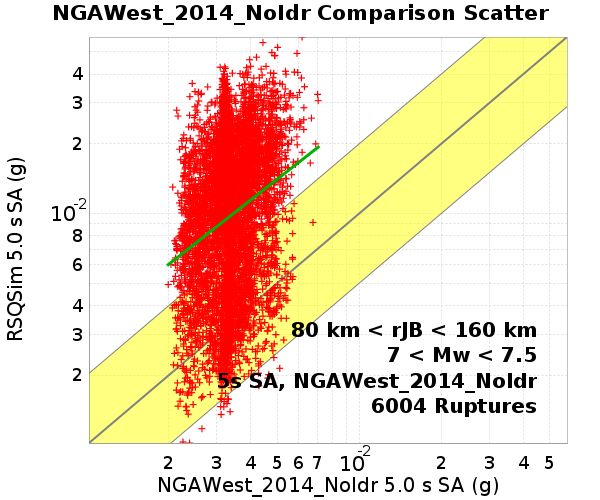 NGAWest_2014_NoIdr Comparison Scatter
RSQSim 5.0 s SA (g)
4
3
2
10-2
8
6
4
3
2
80 km < rJB < 160 km
7 < Mw < 7.5
5s SA, NGAWest_2014_NoIdr
6004 Ruptures
2 3 4 5 6 7 10-2 2 3 4 5
NGAWest_2014_NoIdr 5.0 s SA (g)